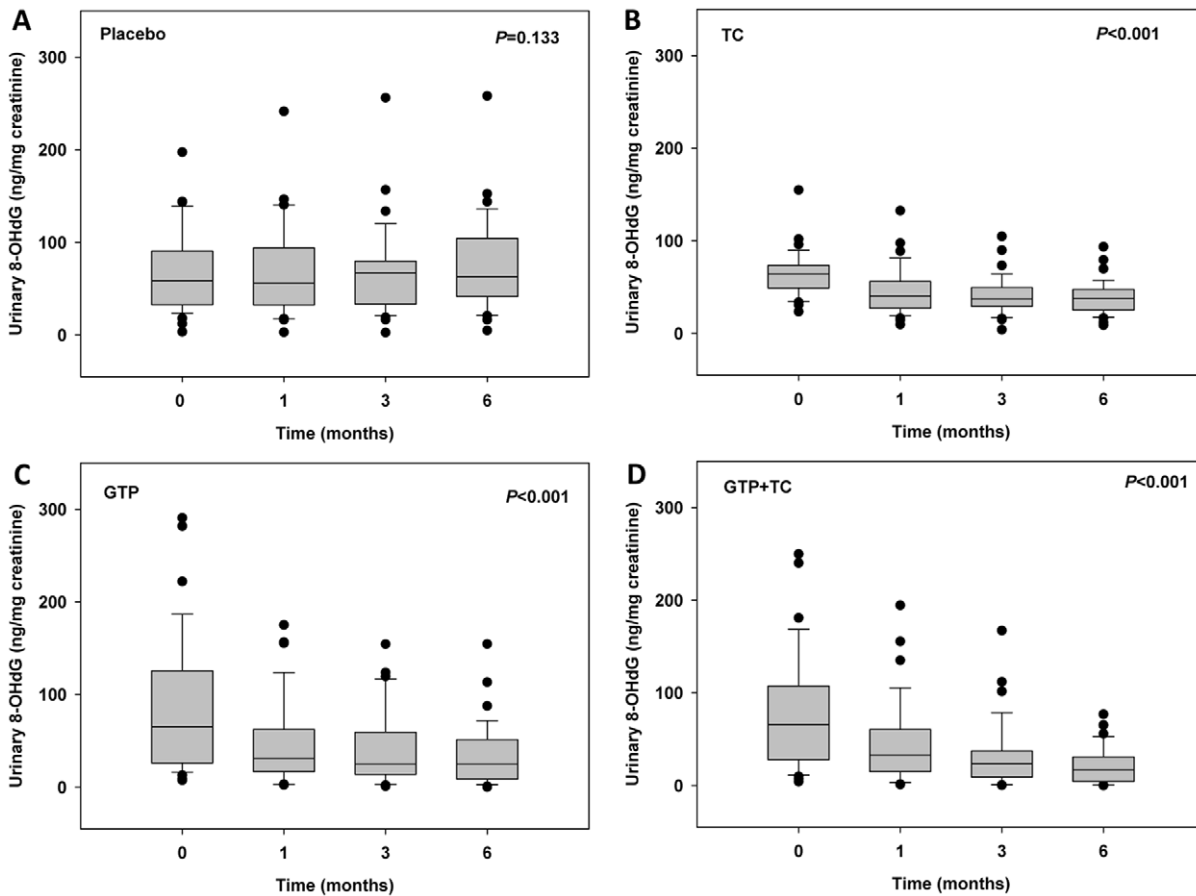 A
Placebo
P=0.133
Urinary 8-OHdG (ng/mg creatinine)
300
200
100
0
0 1 3 6
Time (months)
B
TC
P<0.001
Urinary 8-OHdG (ng/mg creatinine)
300
200
100
0
0 1 3 6
Time (months)
C
GTP
P<0.001
Urinary 8-OHdG (ng/mg creatinine)
300
200
100
0
0 1 3 6
Time (months)
D
GTP+TC
P<0.001
Urinary 8-OHdG (ng/mg creatinine)
300
200
100
0
0 1 3 6
Time (months)